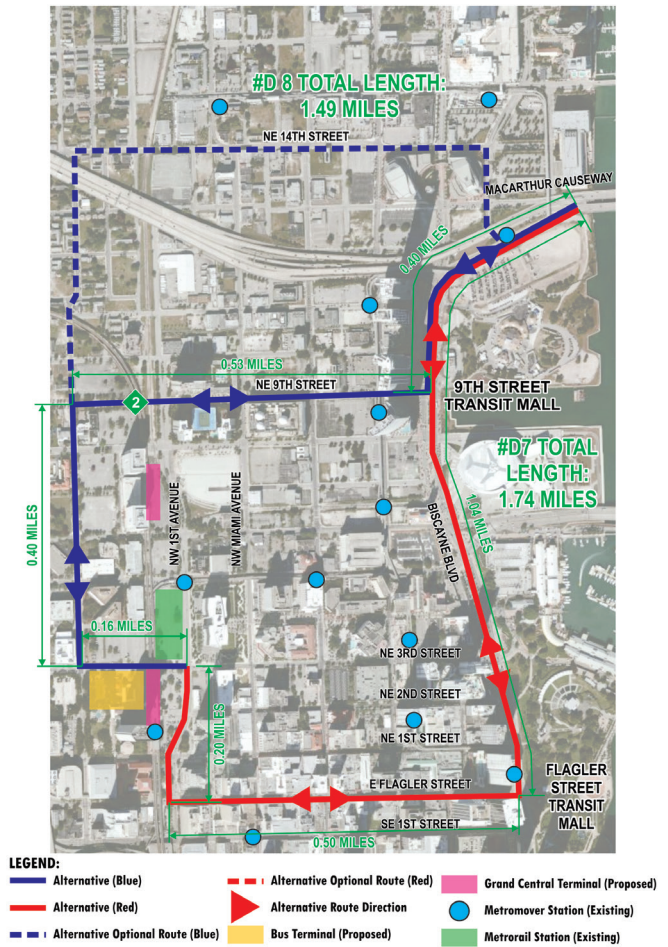 #D 8 TOTAL LENGTH:
1.49 MILES
NE 14TH STREET
MACARTHUR CAUSEWAY
0.40 MILES
0.53 MILES
NE 9TH STREET
2
9TH STREET
TRANSIT MALL
#D7 TOTAL
LENGTH:
1.74 MILES
0.40 MILES
NW 1ST AVENUE
NW MIAMI AVENUE
BISCAYNE BLVD
1.04 MILES
0.16 MILES
NE 3RD STREET
NE 2ND STREET
0.20 MILES
NE 1ST STREET
E FLAGLER STREET
FLAGLER
STREET
TRANSIT
MALL
SE 1ST STREET
0.50 MILES
LEGEND:
Alternative (Blue)
Alternative (Red)
Alternative Optional Route (Blue)
Alternative Optional Route (Red)
Alternative Route Direction
Bus Terminal (Proposed)
Grand Central Terminal (Proposed)
Metromover Station (Existing)
Metrorail Station (Existing)